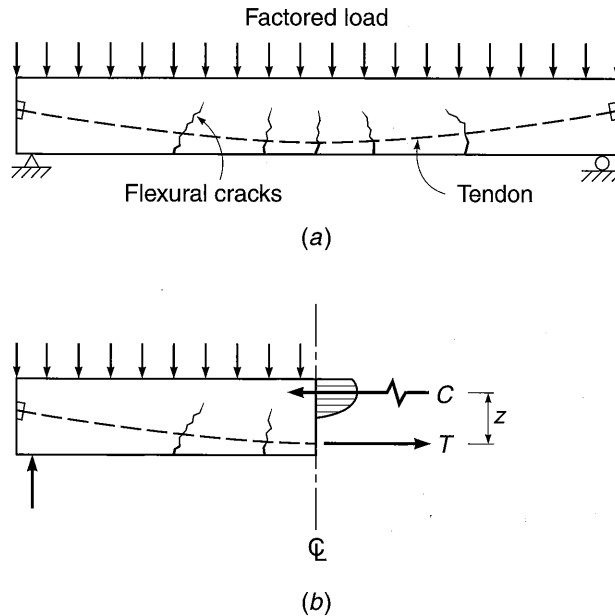 Factored load
Flexural cracks
Tendon
(a)
C
z
T
℄
(b)